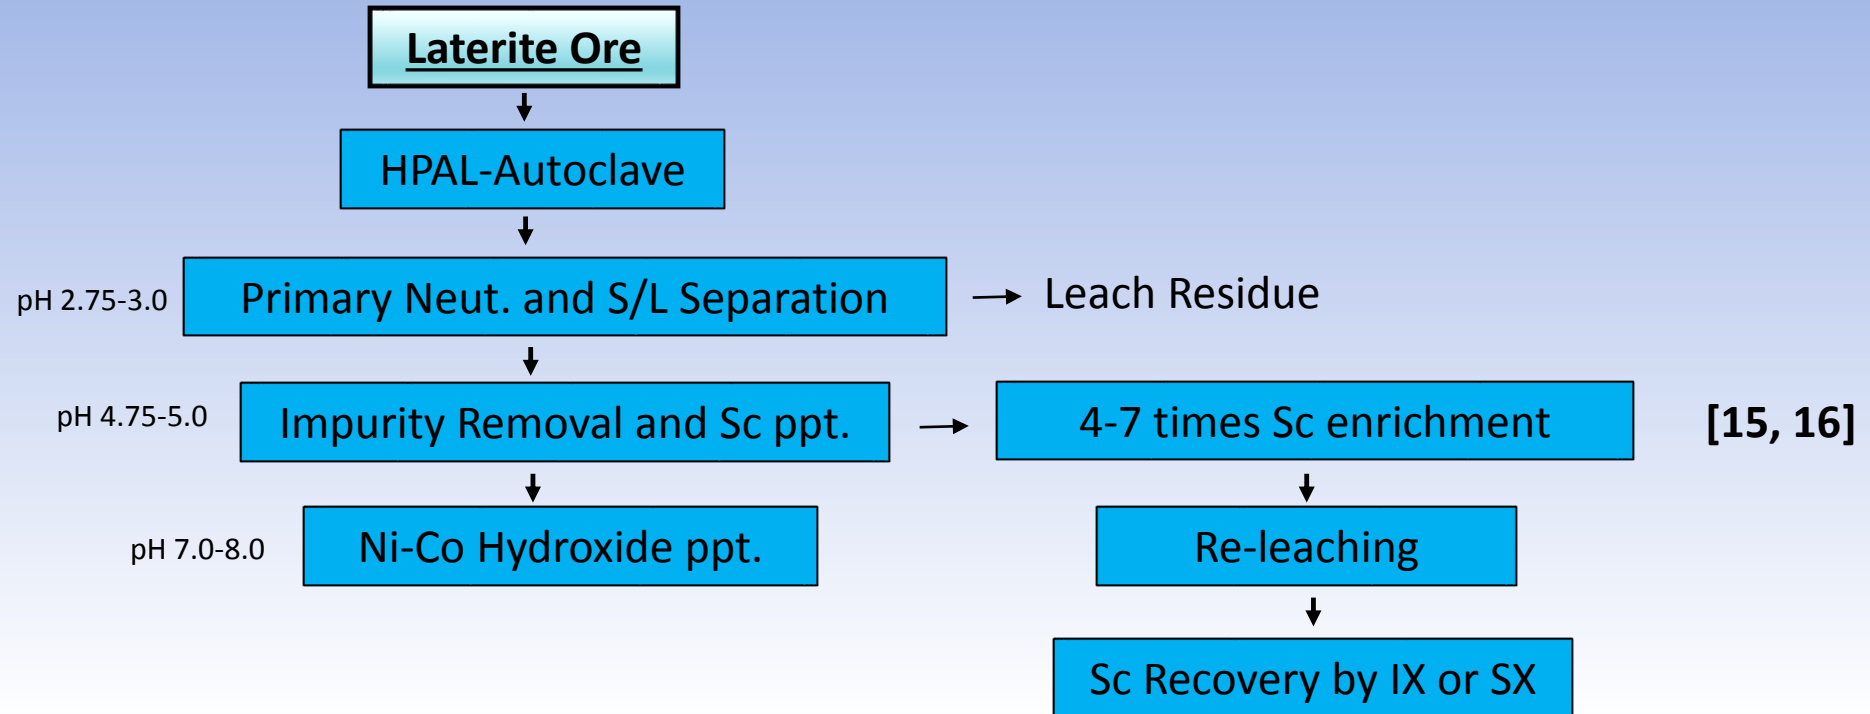 Laterite Ore
HPAL-Autoclave
pH 2.75-3.0
Primary Neut. and S/L Separation
Leach Residue
pH 4.75-5.0
Impurity Removal and Sc ppt.
4-7 times Sc enrichment
[15, 16]
pH 7.0-8.0
Ni-Co Hydroxide ppt.
Re-leaching
Sc Recovery by IX or SX